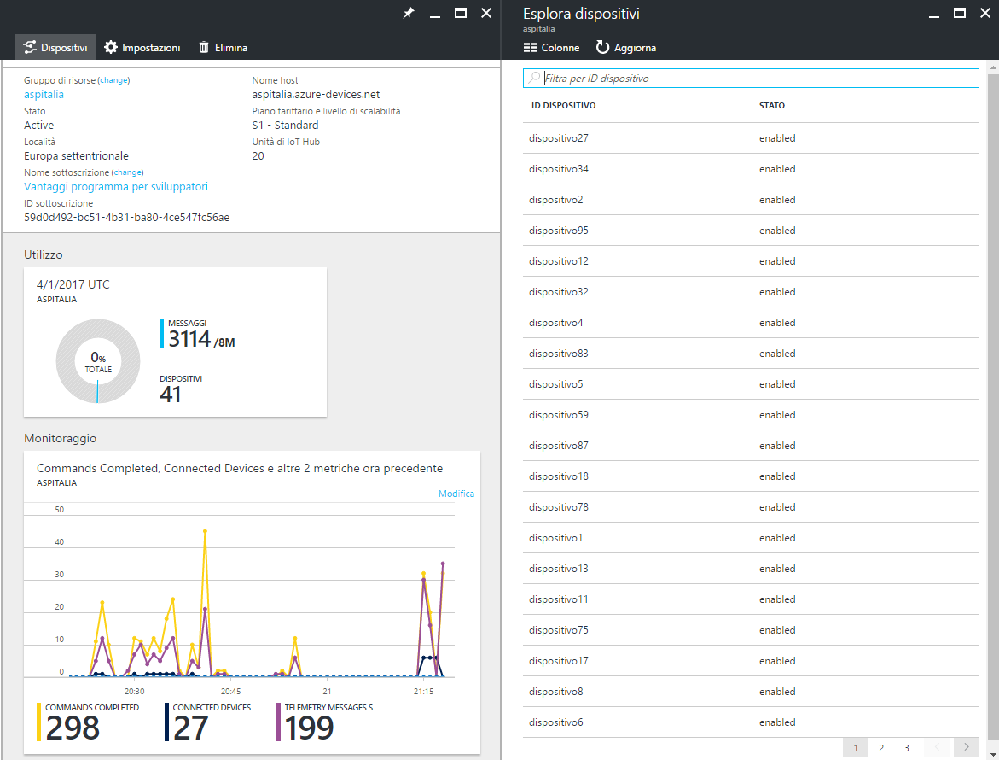 Dispositivi
Impostazioni
Elimina
Gruppo di risorse (change)
aspitalia
Stato
Active
Località
Europa settentrionale
Nome sottoscrizione (change)
Vantaggi programma per sviluppatori
ID sottoscrizione
59d0d492-bc51-4b31-ba80-4ce547fc56ae
Nome host
aspitalia.azure-devices.net
Piano tariffario e livello di scalabilità
S1 - Standard
Unità di IoT Hub
20
Utilizzo
4/1/2017 UTC
ASPITALIA
0%
TOTALE
MESSAGGI
3114 /8M
DISPOSITIVI
41
Monitoraggio
Commands Completed, Connected Devices e altre 2 metriche ora precedente
ASPITALIA
Modifica
50
40
30
20
10
0
20:30 20:45 21 21:15
COMMANDS COMPLETED
298
CONNECTED DEVICES
27
TELEMETRY MESSAGES S...
199
Esplora dispositivi
aspitalia
Colonne
Aggiorna
Filtra per ID dispositivo
ID DISPOSITIVO STATO
dispositivo27 enabled
dispositivo34 enabled
dispositivo2 enabled
dispositivo95 enabled
dispositivo12 enabled
dispositivo32 enabled
dispositivo4 enabled
dispositivo83 enabled
dispositivo5 enabled
dispositivo59 enabled
dispositivo87 enabled
dispositivo18 enabled
dispositivo78 enabled
dispositivo1 enabled
dispositivo13 enabled
dispositivo11 enabled
dispositivo75 enabled
dispositivo17 enabled
dispositivo8 enabled
dispositivo6 enabled
1 2 3